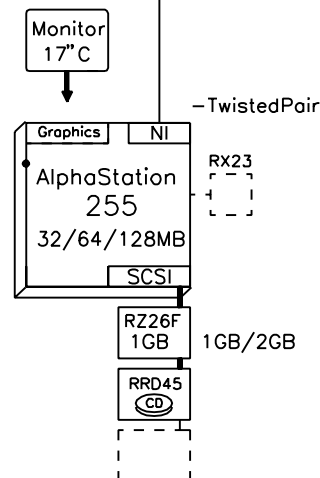 Monitor
17"C
-TwistedPair
Graphics
NI
RX23
AlphaStation
255
32/64/128MB
SCSI
RZ26F
1GB
1GB/2GB
RRD45
CD